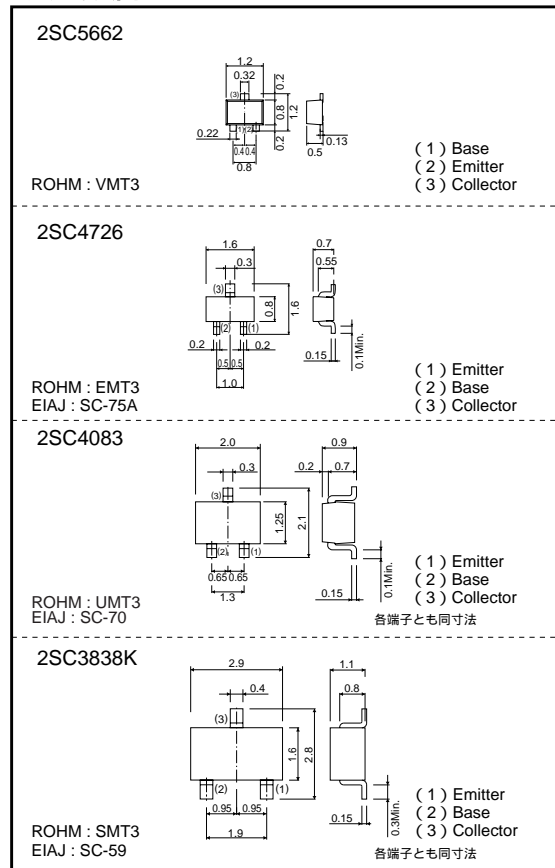 2SC5662
1.2
0.32
0.2
(3)
0.8
1.2
0.22
(1)
(2)
0.2
0.4 0.4
0.8
0.5
0.13
( 1 ) Base
( 2 ) Emitter
( 3 ) Collector
ROHM : VMT3
2SC4726
1.6
0.3
0.7
0.55
(3)
0.8
1.6
(2)
(1)
0.2
0.2
0.5 0.5
1.0
0.15
0.1Min.
( 1 ) Emitter
( 2 ) Base
( 3 ) Collector
ROHM : EMT3
EIAJ : SC-75A
2SC4083
2.0
0.3
0.9
0.2
0.7
(3)
1.25
2.1
(2)
(1)
0.65 0.65
1.3
0.15
0.1Min.
( 1 ) Emitter
( 2 ) Base
( 3 ) Collector
ROHM : UMT3
EIAJ : SC-70
各端子とも同寸法
2SC3838K
2.9
0.4
1.1
0.8
(3)
1.6
2.8
(2)
(1)
0.95 0.95
1.9
0.15
0.3Min.
( 1 ) Emitter
( 2 ) Base
( 3 ) Collector
ROHM : SMT3
EIAJ : SC-59
各端子とも同寸法